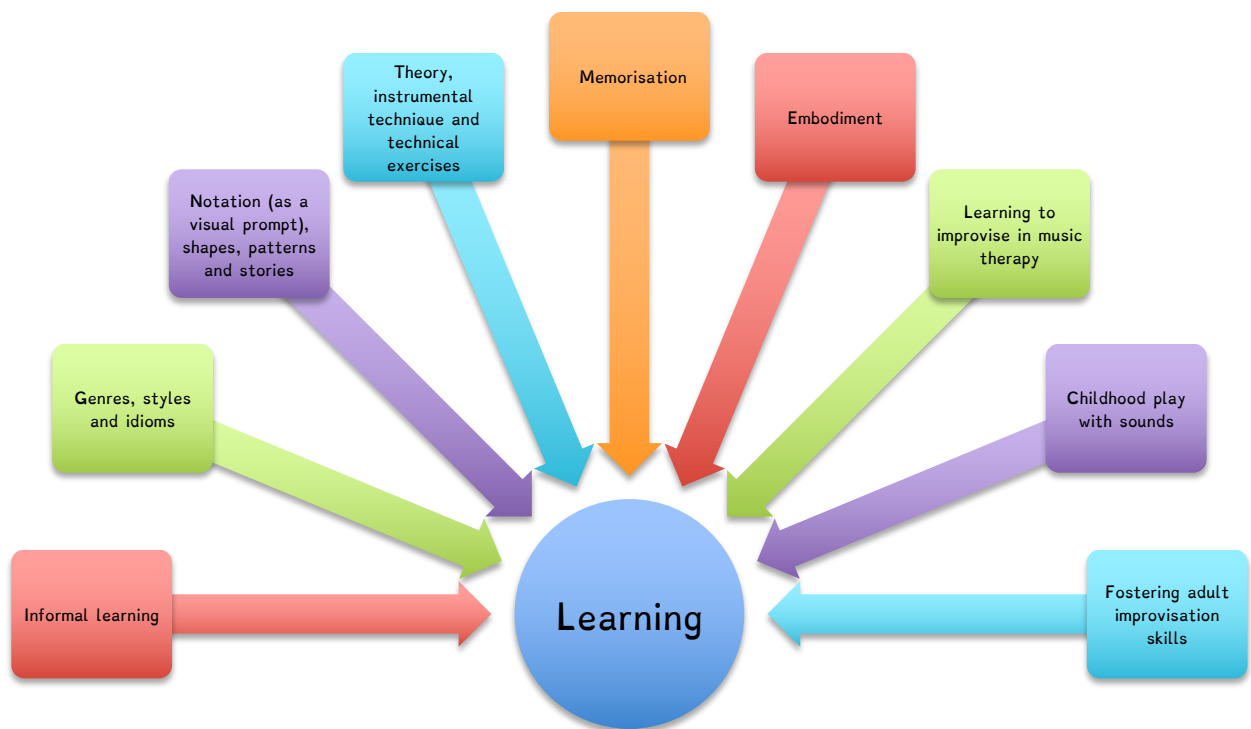 Memorisation
Theory,
instrumental
technique and
technical
exercises
Embodiment
Notation (as a
visual prompt),
shapes, patterns
and stories
Learning to
improvise in music
therapy
Genres, styles
and idioms
Childhood play
with sounds
Informal learning
Learning
Fostering adult
improvisation
skills